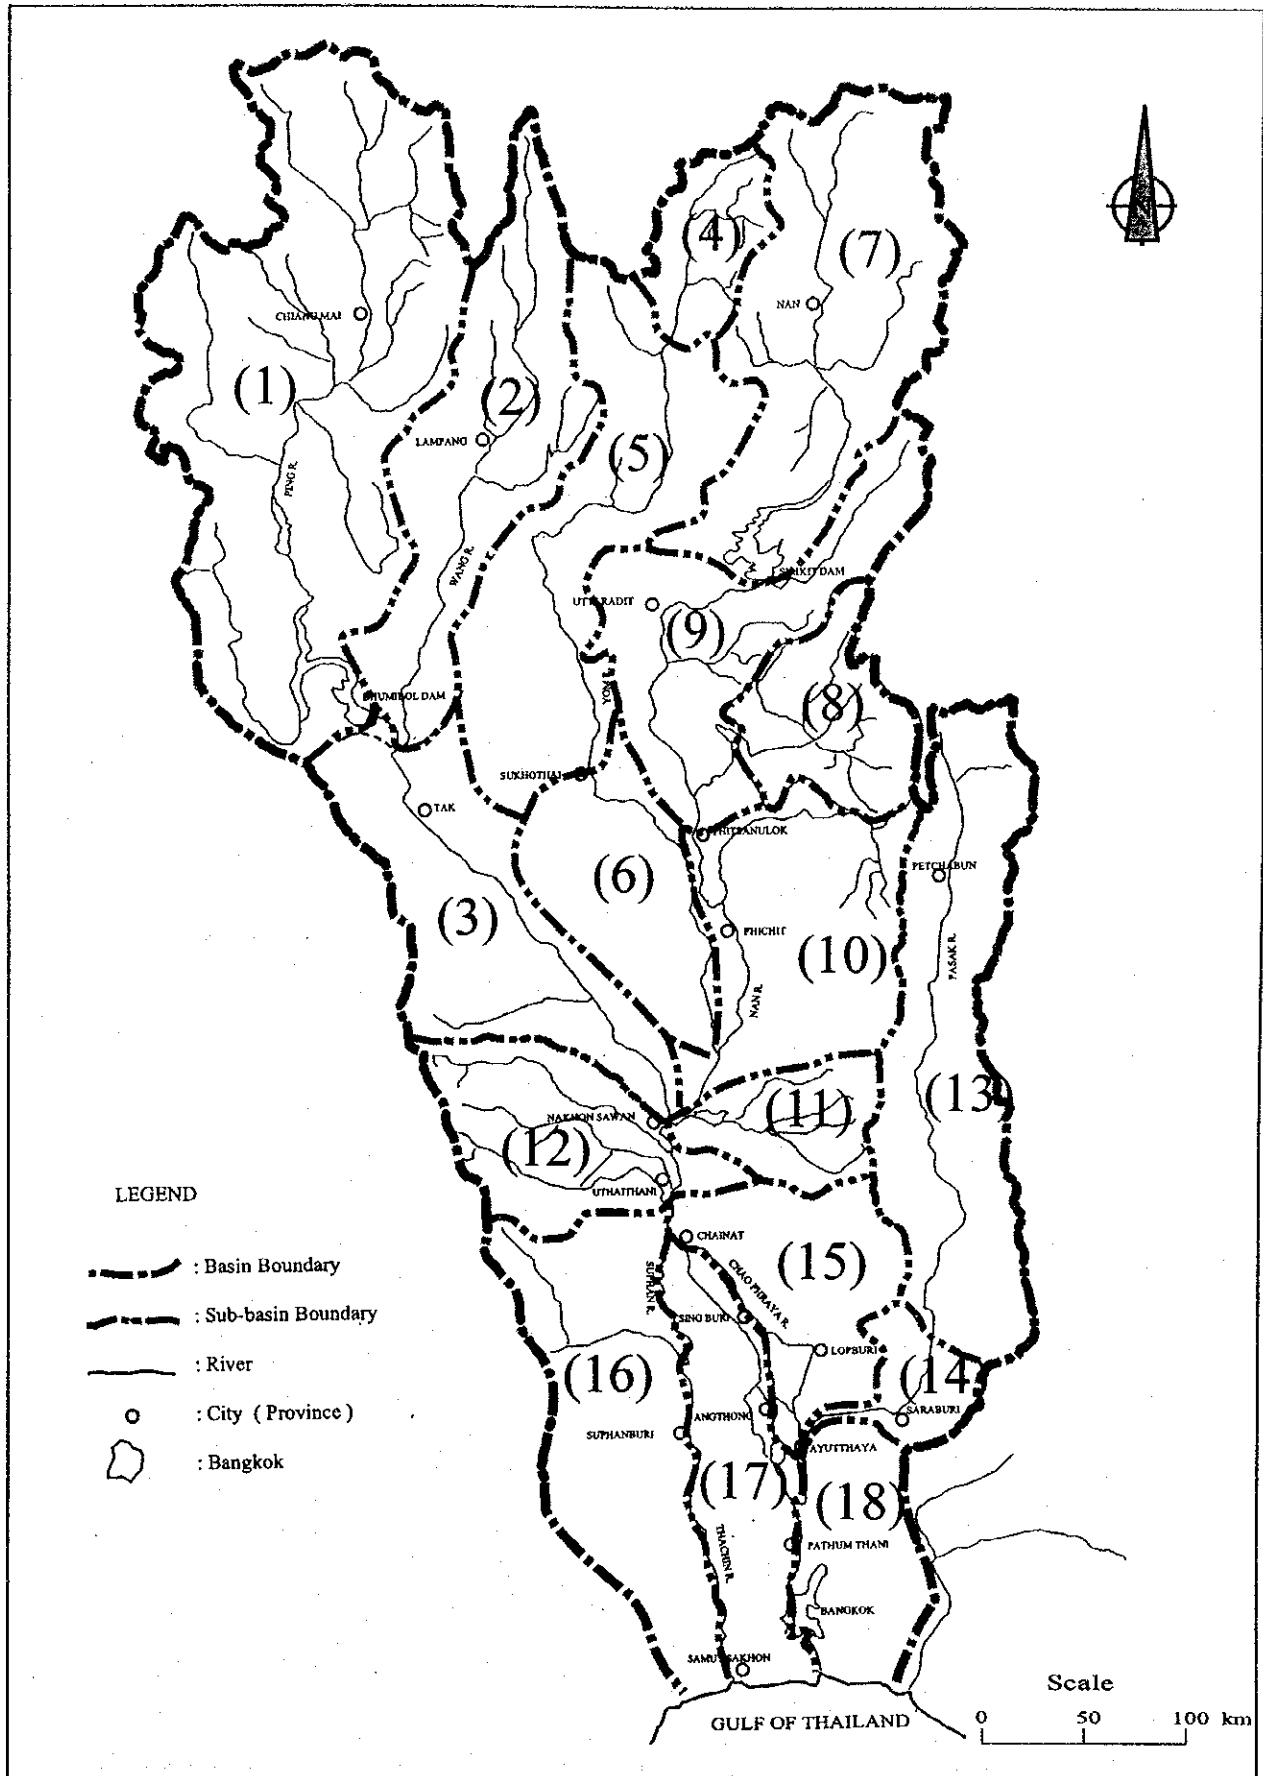 N
(4)
(7)
NAN
CHIANG MAI
(1)
(2)
LAMPANG
(5)
PING R.
WANG R.
SIRIKIT DAM
UTTARADIT
(9)
YOM
(8)
BHUMIBOL DAM
SUKHOTHAI
TAK
PHITSANULOK
(6)
PETCHABUN
(3)
PHICHIT
(10)
PASAK R.
NAN R.
(13)
(11)
NAKHON SAWAN
(12)
UTHAITHANI
LEGEND
CHAINAT
: Basin Boundary
SUPHAN R.
CHAO PHRAYA R.
(15)
: Sub-basin Boundary
SING BURI
LOPBURI
: River
(16)
(14)
: City ( Province )
ANGTHONG
SARABURI
SUPHANBURI
AYUTTHAYA
: Bangkok
(17)
(18)
THACHIN R.
PATHUM THANI
BANGKOK
SAMUT SAKHON
Scale
GULF OF THAILAND
0 50 100 km